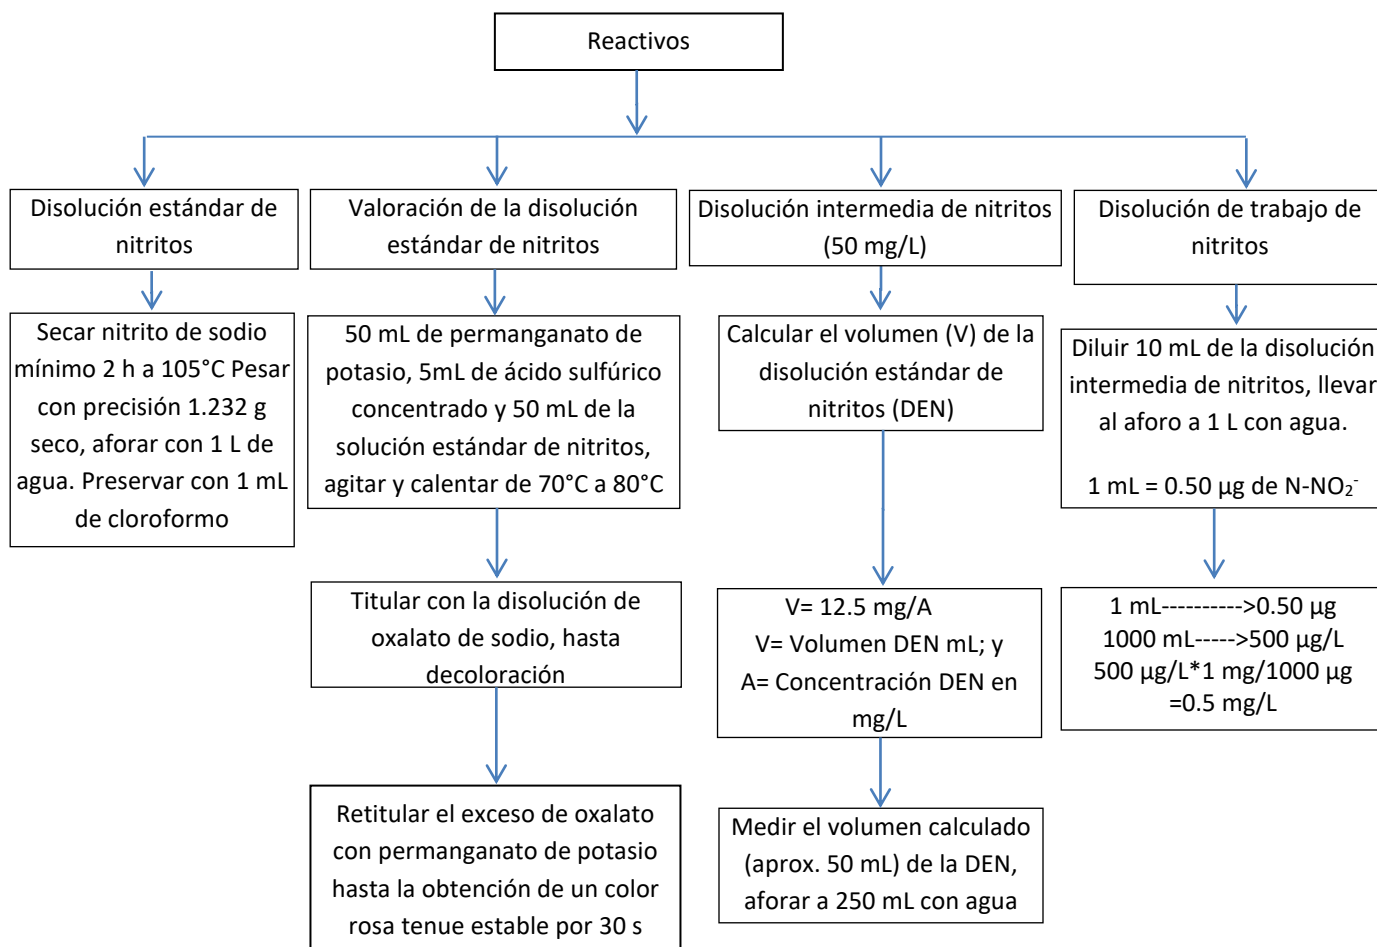 Reactivos
Disolución estándar de
nitritos
Valoración de la disolución
estándar de nitritos
Disolución intermedia de nitritos
(50 mg/L)
Disolución de trabajo de
nitritos
Secar nitrito de sodio
mínimo 2 h a 105°C Pesar
con precisión 1.232 g
seco, aforar con 1 L de
agua. Preservar con 1 mL
de cloroformo
50 mL de permanganato de
potasio, 5mL de ácido sulfúrico
concentrado y 50 mL de la
solución estándar de nitritos,
agitar y calentar de 70°C a 80°C
Calcular el volumen (V) de la
disolución estándar de
nitritos (DEN)
Diluir 10 mL de la disolución
intermedia de nitritos, llevar
al aforo a 1 L con agua.
1 mL = 0.50 µg de N-NO₂⁻
Titular con la disolución de
oxalato de sodio, hasta
decoloración
V= 12.5 mg/A
V= Volumen DEN mL; y
A= Concentración DEN en
mg/L
1 mL---------->0.50 µg
1000 mL----->500 µg/L
500 µg/L*1 mg/1000 µg
=0.5 mg/L
Retitular el exceso de oxalato
con permanganato de potasio
hasta la obtención de un color
rosa tenue estable por 30 s
Medir el volumen calculado
(aprox. 50 mL) de la DEN,
aforar a 250 mL con agua